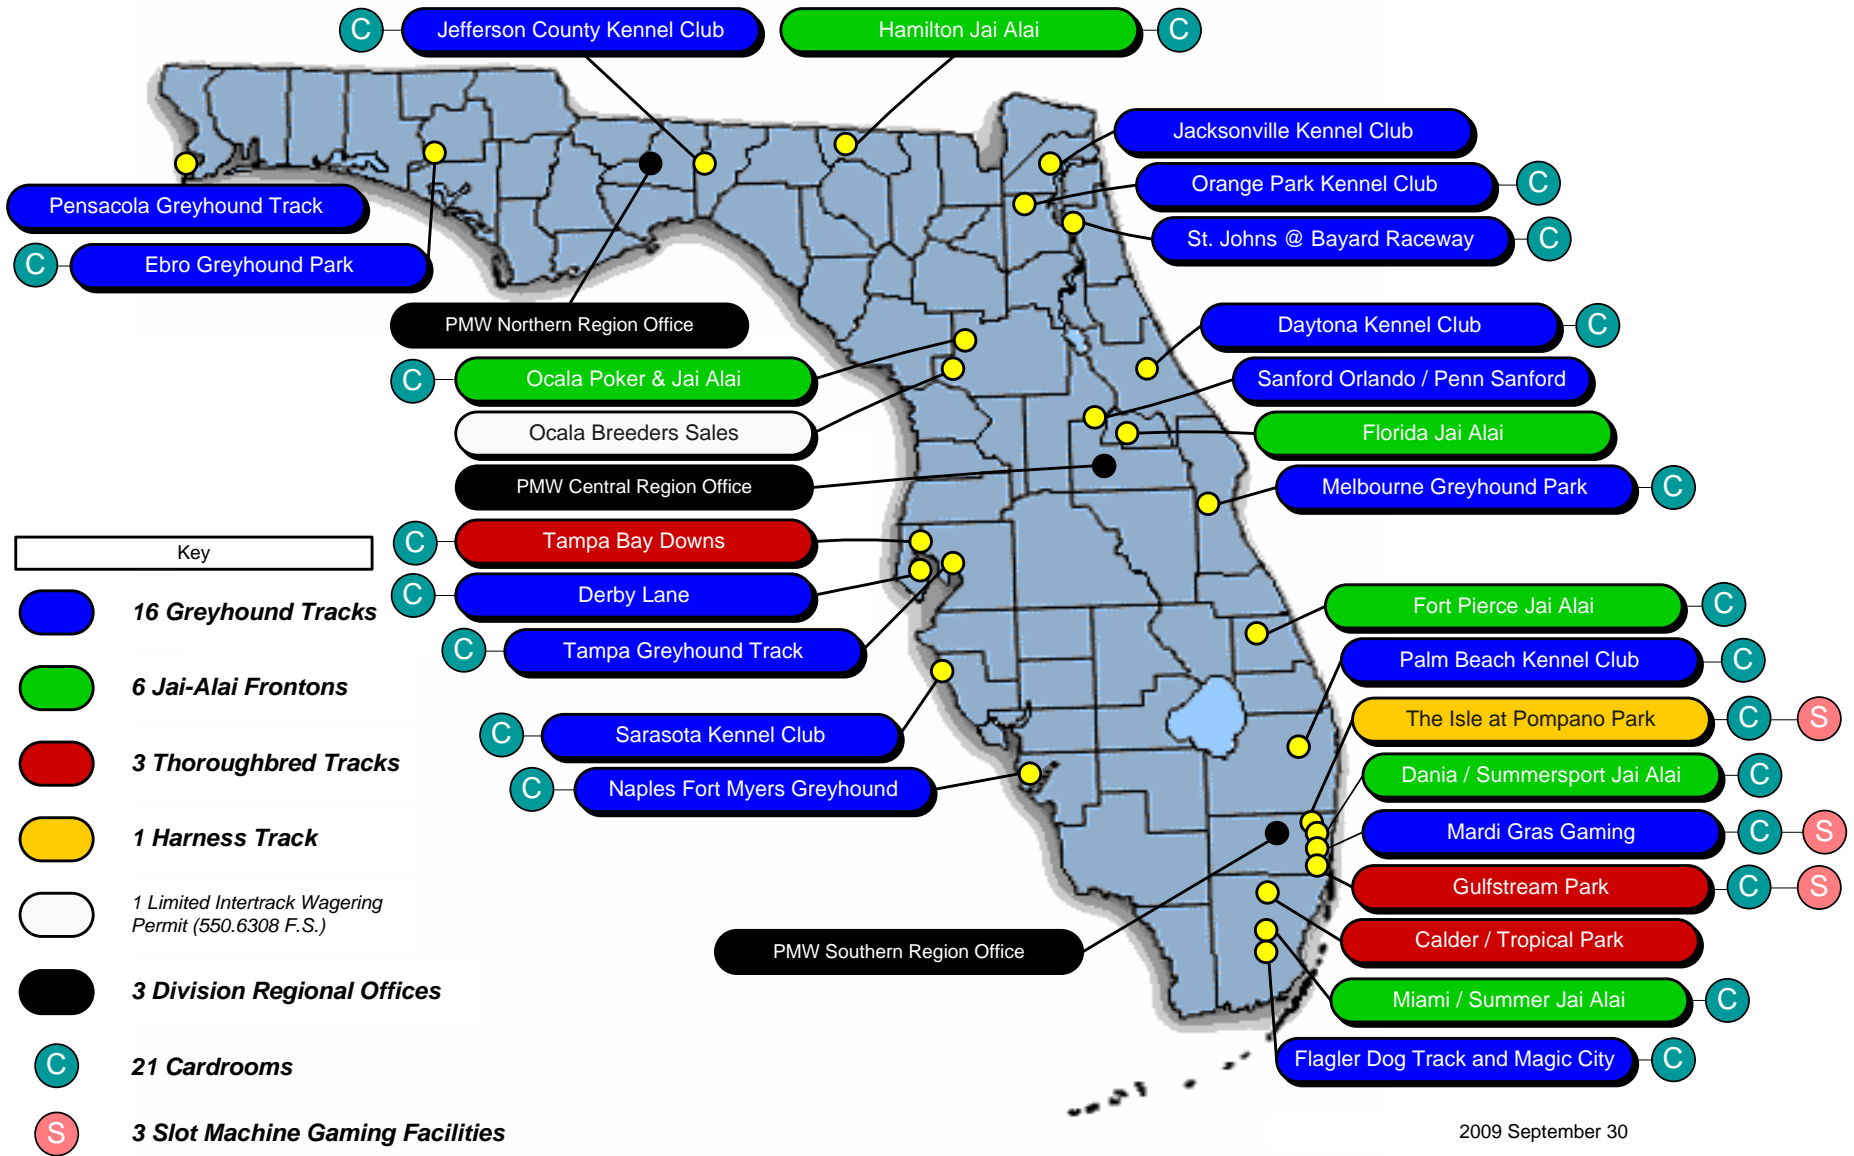 C
Jefferson County Kennel Club
Hamilton Jai Alai
C
Jacksonville Kennel Club
Orange Park Kennel Club
C
Pensacola Greyhound Track
St. Johns @ Bayard Raceway
C
C
Ebro Greyhound Park
PMW Northern Region Office
Daytona Kennel Club
C
C
Ocala Poker & Jai Alai
Sanford Orlando / Penn Sanford
Ocala Breeders Sales
Florida Jai Alai
PMW Central Region Office
Melbourne Greyhound Park
C
C
Tampa Bay Downs
C
Derby Lane
C
Tampa Greyhound Track
Fort Pierce Jai Alai
C
Palm Beach Kennel Club
C
C
Sarasota Kennel Club
The Isle at Pompano Park
C
S
C
Naples Fort Myers Greyhound
Dania / Summersport Jai Alai
C
Mardi Gras Gaming
C
S
Gulfstream Park
C
S
PMW Southern Region Office
Calder / Tropical Park
Miami / Summer Jai Alai
C
Flagler Dog Track and Magic City
C
Key
16 Greyhound Tracks
6 Jai-Alai Frontons
3 Thoroughbred Tracks
1 Harness Track
1 Limited Intertrack Wagering
Permit (550.6308 F.S.)
3 Division Regional Offices
C
21 Cardrooms
S
3 Slot Machine Gaming Facilities
2009 September 30